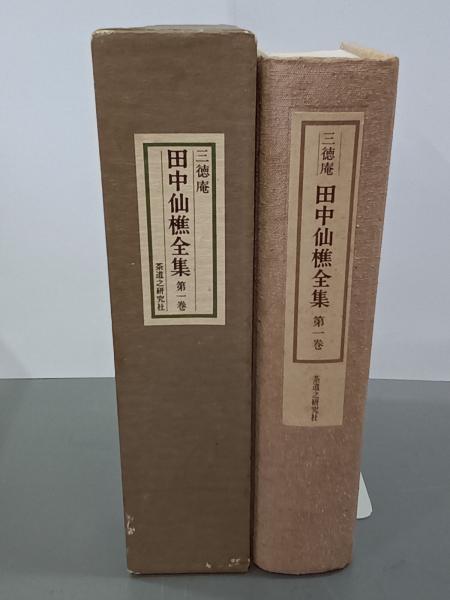 三徳庵
田中仙樵全集 第一巻
茶道之研究社
三徳庵
田中仙樵全集 第一巻
茶道之研究社